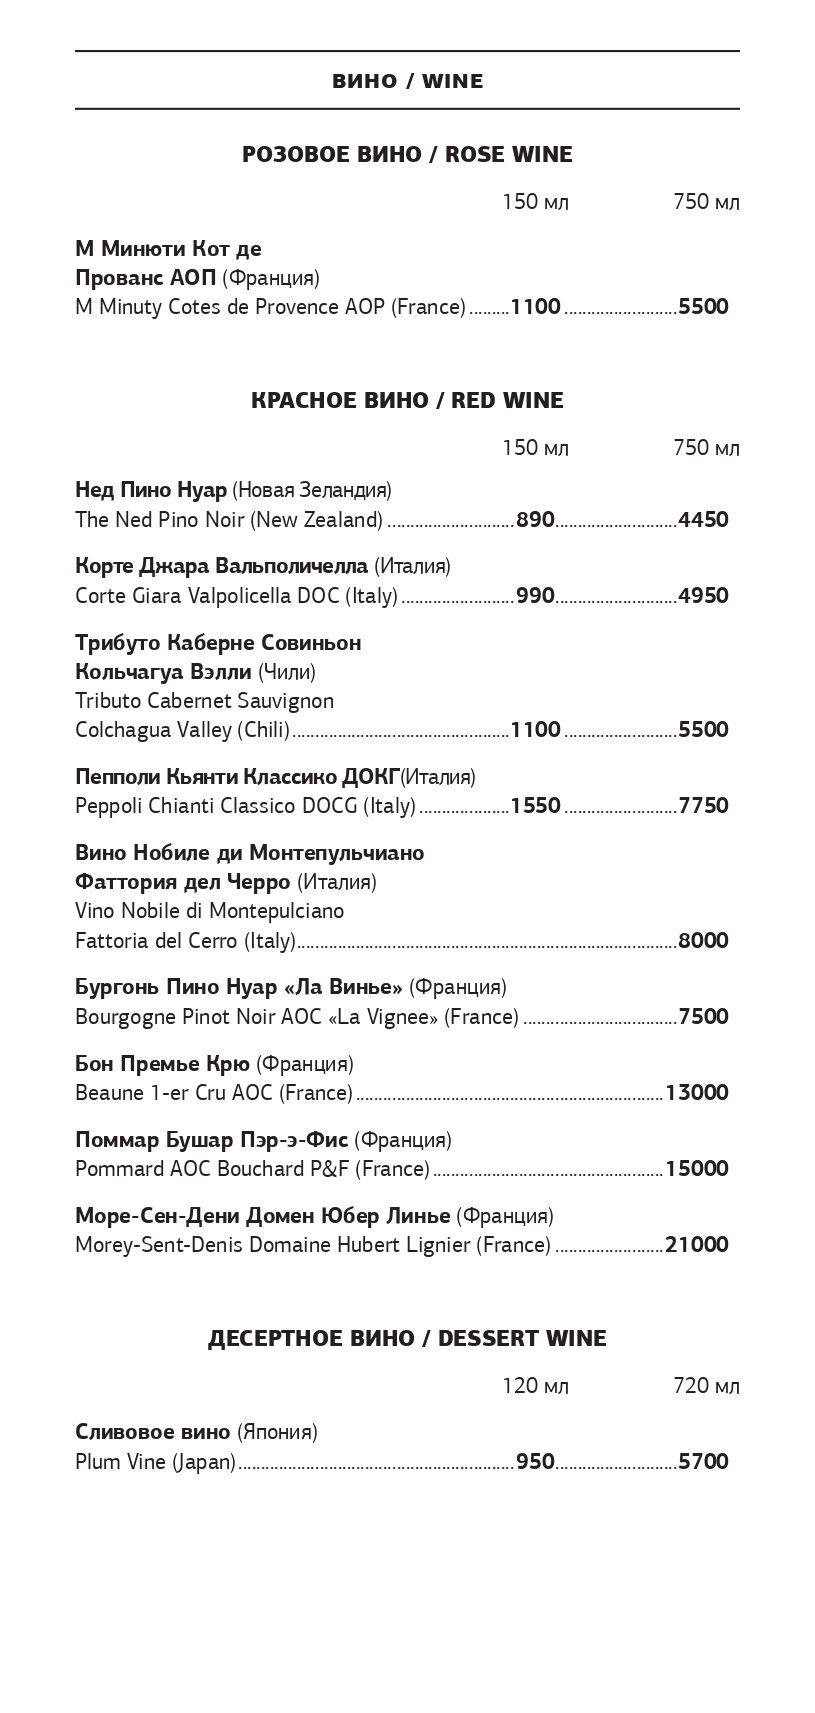 ВИНО / WINE
РОЗОВОЕ ВИНО / ROSE WINE
150 мл 750 мл
М Минюти Кот де
Прованс АОП (Франция)
M Minuty Cotes de Provence AOP (France) ......... 1100 ......................... 5500
КРАСНОЕ ВИНО / RED WINE
150 мл 750 мл
Нед Пино Нуар (Новая Зеландия)
The Ned Pino Noir (New Zealand) ............................ 890 ........................... 4450
Корте Джара Вальполичелла (Италия)
Corte Giara Valpolicella DOC (Italy) ......................... 990 ........................... 4950
Трибуто Каберне Совиньон
Кольчагуа Вэлли (Чили)
Tributo Cabernet Sauvignon
Colchagua Valley (Chili) ................................................ 1100 ......................... 5500
Пепполи Кьянти Классико ДОКГ(Италия)
Peppoli Chianti Classico DOCG (Italy) .................... 1550 ......................... 7750
Вино Нобиле ди Монтепульчиано
Фаттория дел Черро (Италия)
Vino Nobile di Montepulciano
Fattoria del Cerro (Italy) .................................................................................... 8000
Бургонь Пино Нуар «Ла Винье» (Франция)
Bourgogne Pinot Noir AOC «La Vignee» (France) .................................. 7500
Бон Премье Крю (Франция)
Beaune 1-er Cru AOC (France) .................................................................... 13000
Поммар Бушар Пэр-э-Фис (Франция)
Pommard AOC Bouchard P&F (France) ................................................... 15000
Море-Сен-Дени Домен Юбер Линье (Франция)
Morey-Sent-Denis Domaine Hubert Lignier (France) ........................ 21000
ДЕСЕРТНОЕ ВИНО / DESSERT WINE
120 мл 720 мл
Сливовое вино (Япония)
Plum Vine (Japan) ............................................................. 950 ........................... 5700